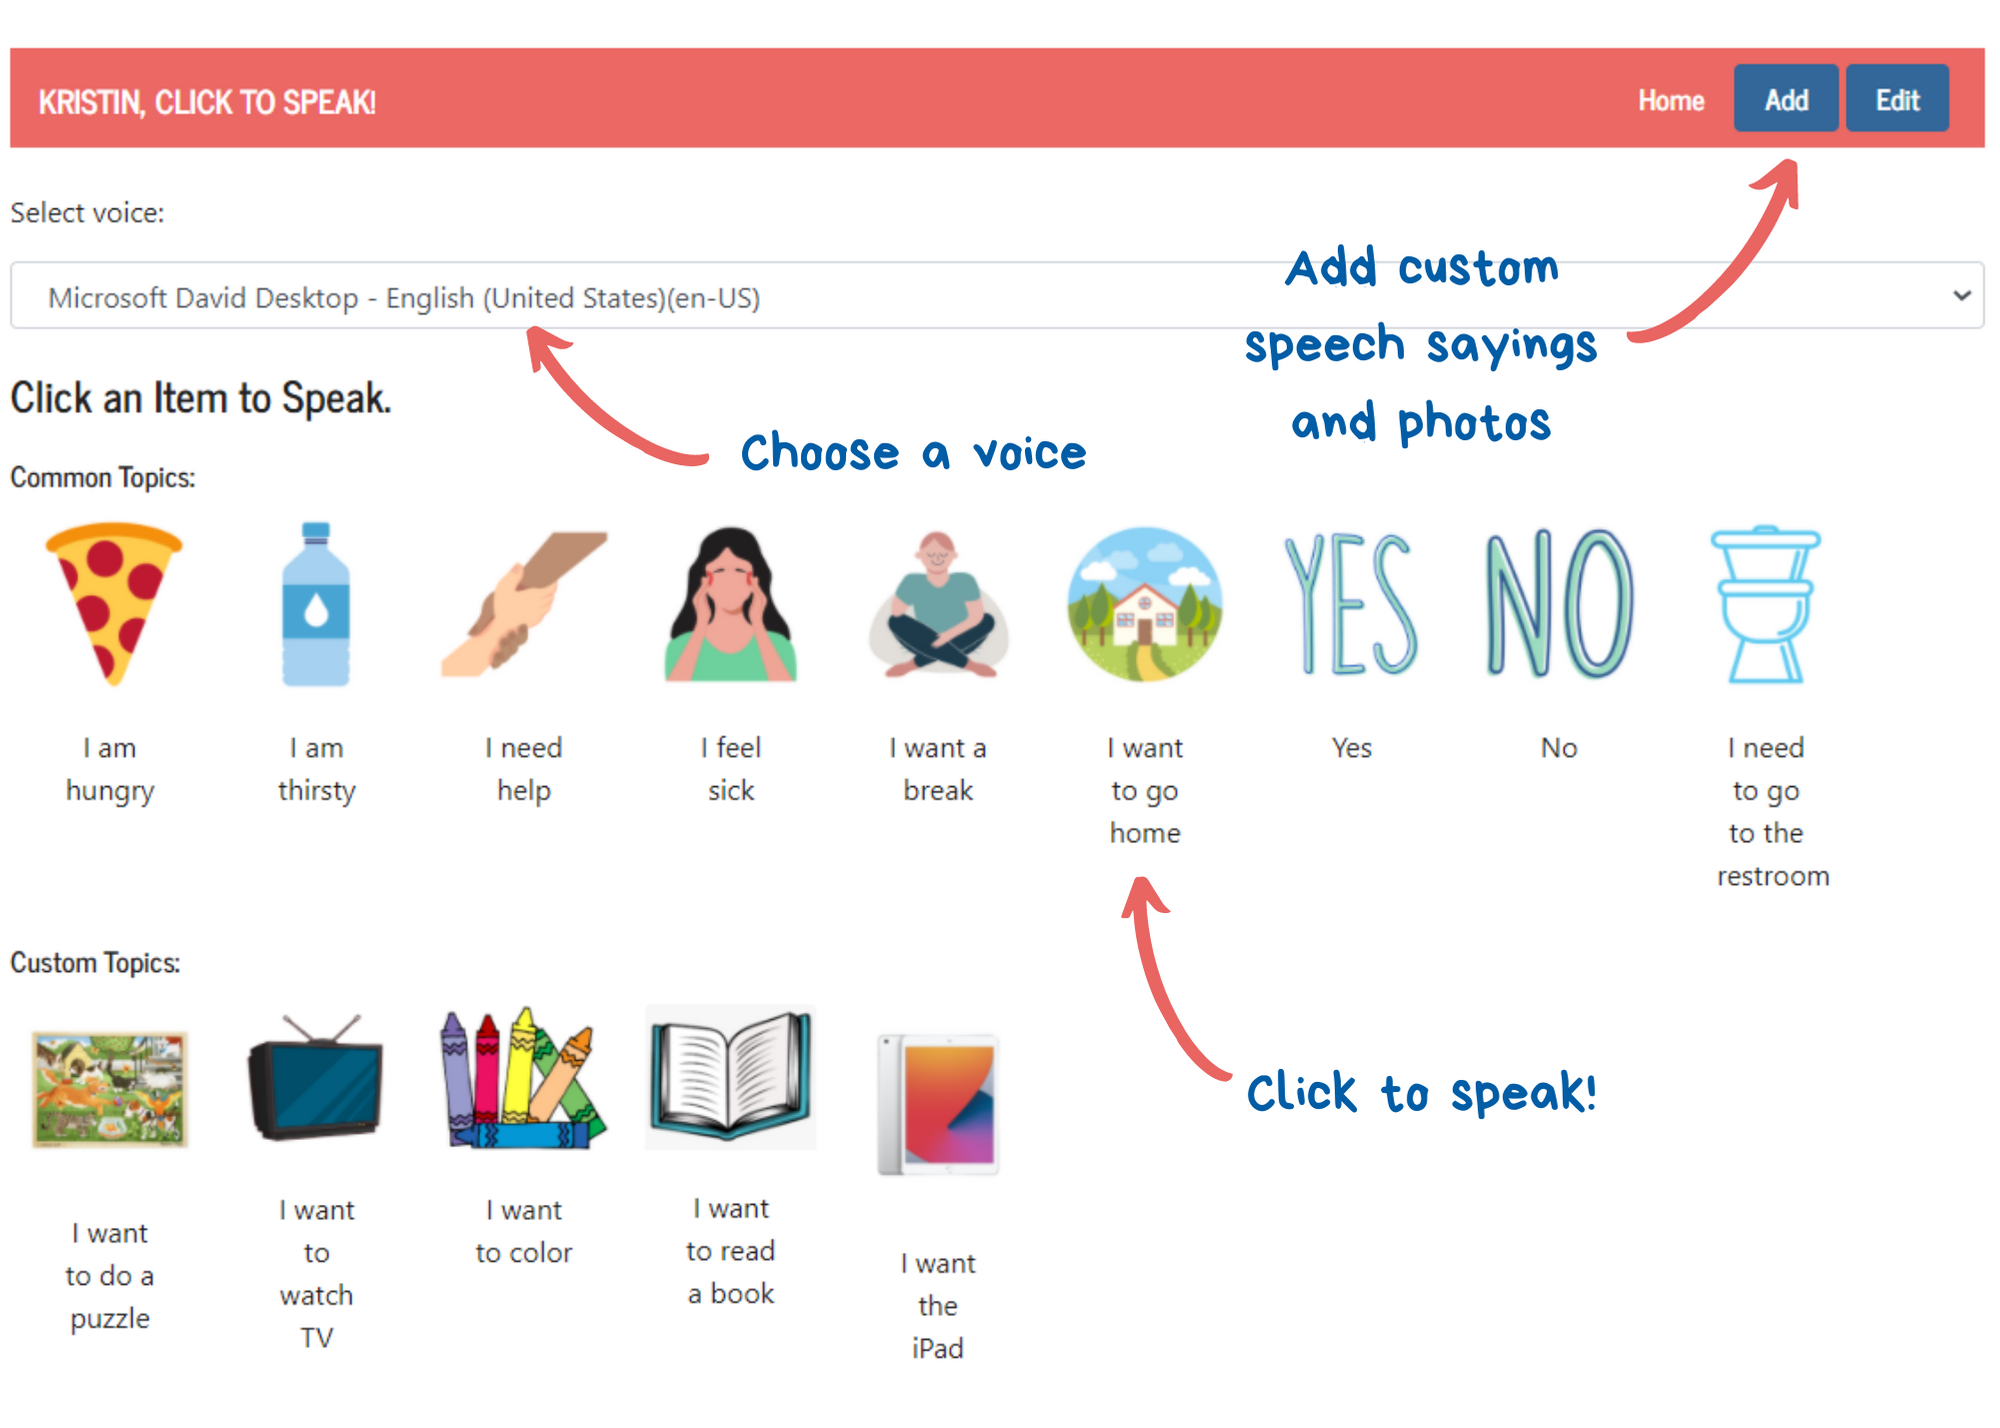 KRISTIN, CLICK TO SPEAK!
Home
Add
Edit
Select voice:
Microsoft David Desktop - English (United States)(en-US)
Add custom
speech sayings
and photos
Choose a voice
Click an Item to Speak.
Common Topics:
YES
NO
I am
hungry
I am
thirsty
I need
help
I feel
sick
I want a
break
I want
to go
home
Yes
No
I need
to go
to the
restroom
Click to speak!
Custom Topics:
I want
to do a
puzzle
I want
to
watch
TV
I want
to color
I want
to read
a book
I want
the
iPad